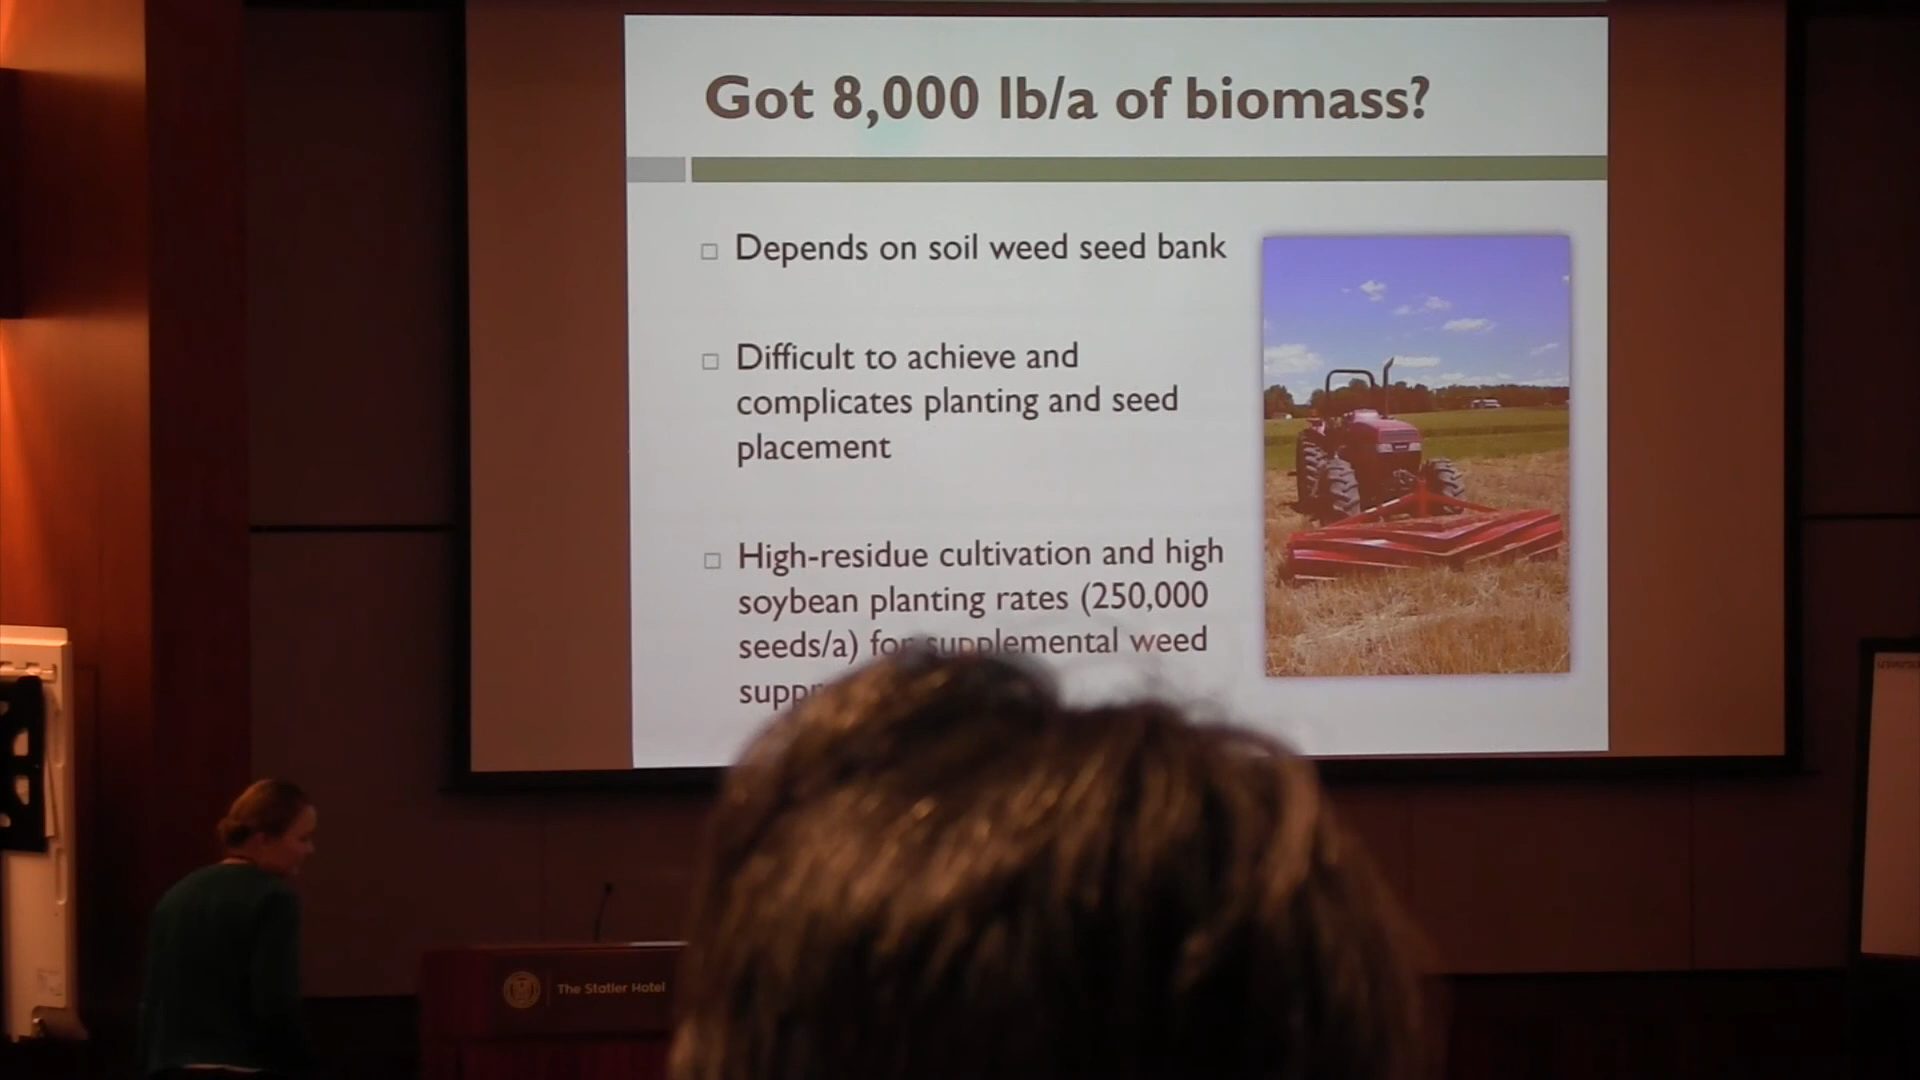 Got 8,000 lb/a of biomass?
Depends on soil weed seed bank
Difficult to achieve and
complicates planting and seed
placement
High-residue cultivation and high
soybean planting rates (250,000
seeds/a) for supplemental weed
The Statler Hotel